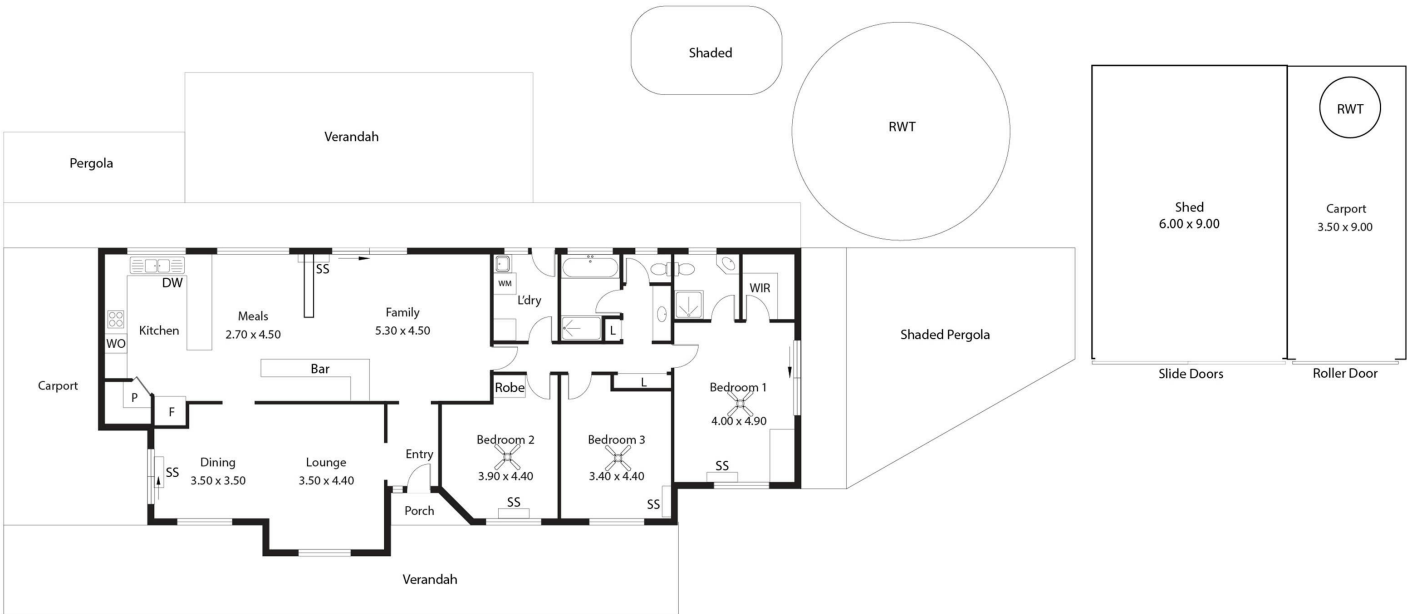 Shaded
RWT
RWT
Verandah
Pergola
Shed
6.00 x 9.00
Carport
3.50 x 9.00
SS
DW
WM
L'dry
WIR
Meals
2.70 x 4.50
Family
5.30 x 4.50
Kitchen
WO
L
Shaded Pergola
Carport
Bar
Slide Doors
Roller Door
P
F
Robe
L
Bedroom 1
4.00 x 4.90
Dining
3.50 x 3.50
SS
Lounge
3.50 x 4.40
Entry
Bedroom 2
3.90 x 4.40
SS
Bedroom 3
3.40 x 4.40
SS
SS
Porch
Verandah